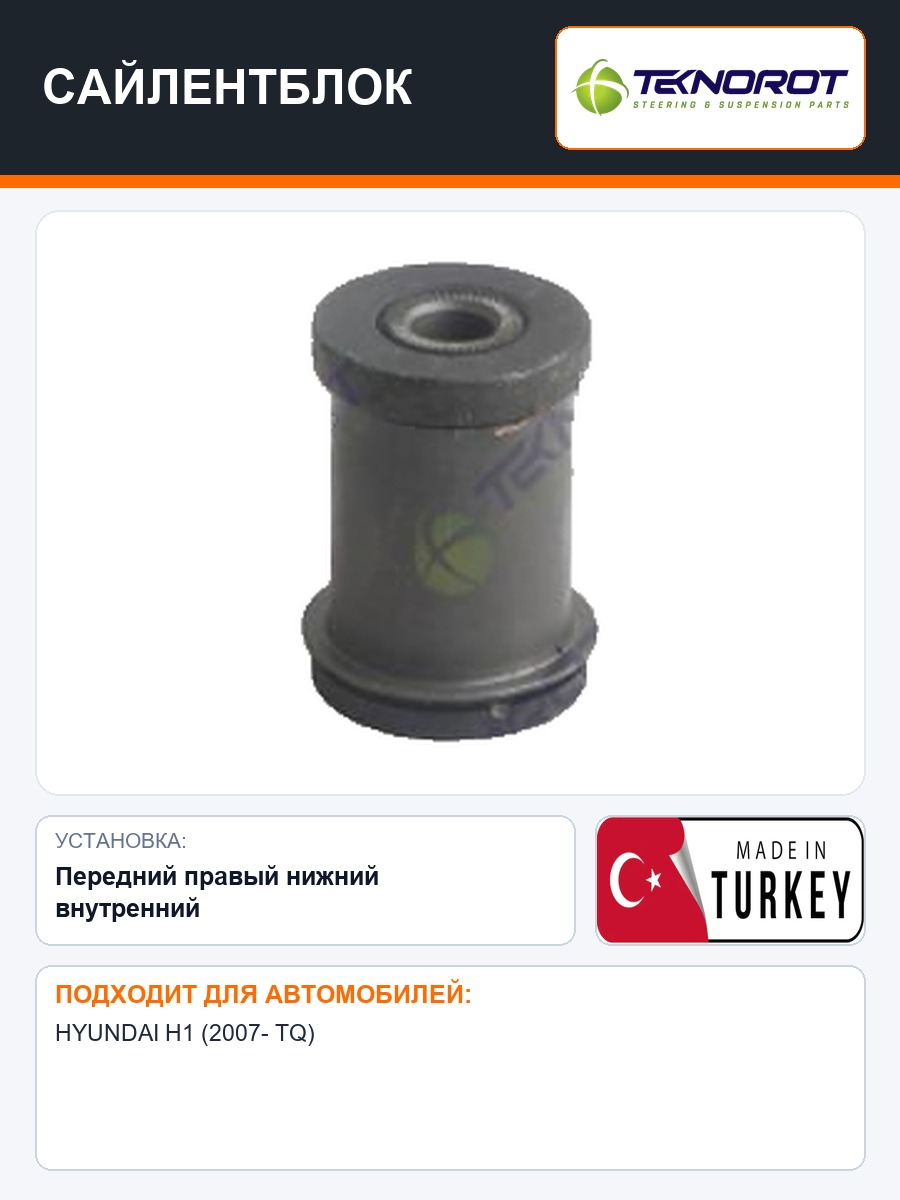 САЙЛЕНТБЛОК
TEKNOROT
STEERING & SUSPENSION PARTS
УСТАНОВКА:
Передний правый нижний
внутренний
MADE IN
TURKEY
ПОДХОДИТ ДЛЯ АВТОМОБИЛЕЙ:
HYUNDAI H1 (2007- TQ)